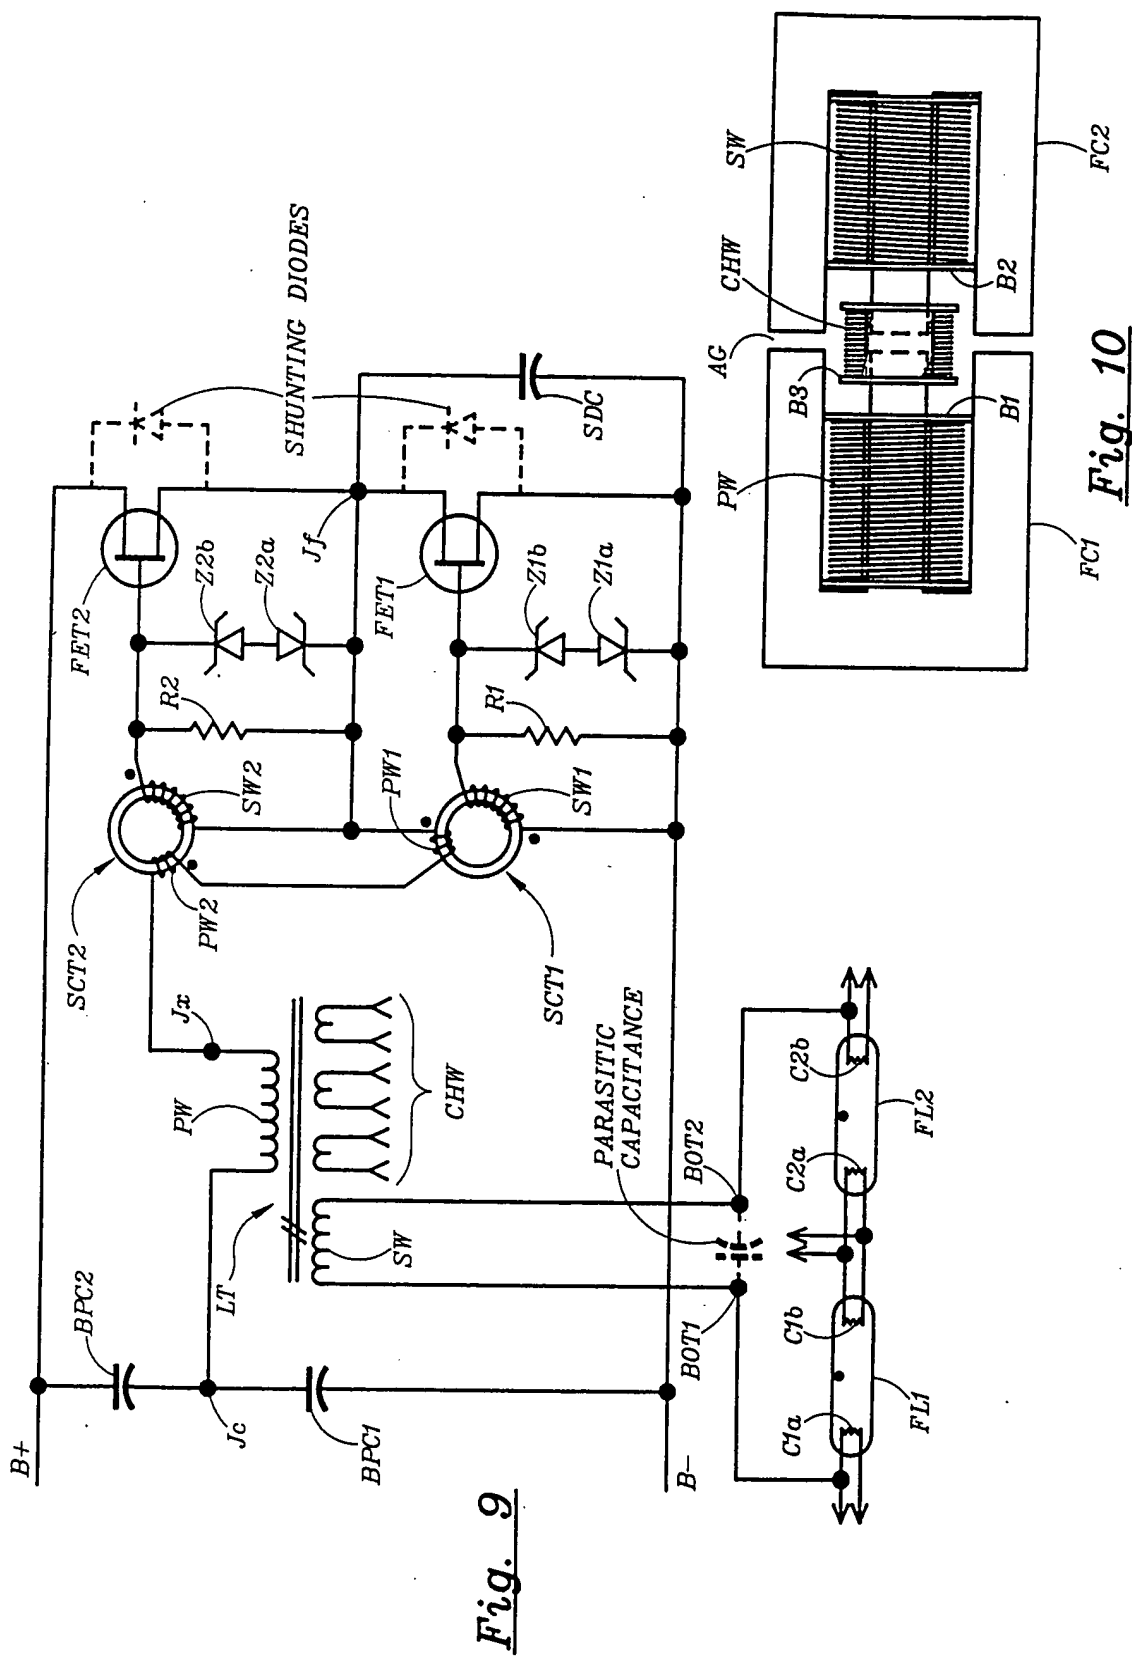 B+
BPC2
Jc
BPC1
B-
LT
PW
Jx
SW
CHW
SCT2
PW2
SW2
R2
Z2b
Z2a
FET2
Jf
SHUNTING DIODES
SCT1
PW1
SW1
R1
Z1b
Z1a
FET1
SDC
PARASITIC
CAPACITANCE
BOT1
BOT2
C1a
C1b
C2a
C2b
FL1
FL2
Fig. 9
PW
B3
AG
CHW
SW
B1
B2
FC1
FC2
Fig. 10